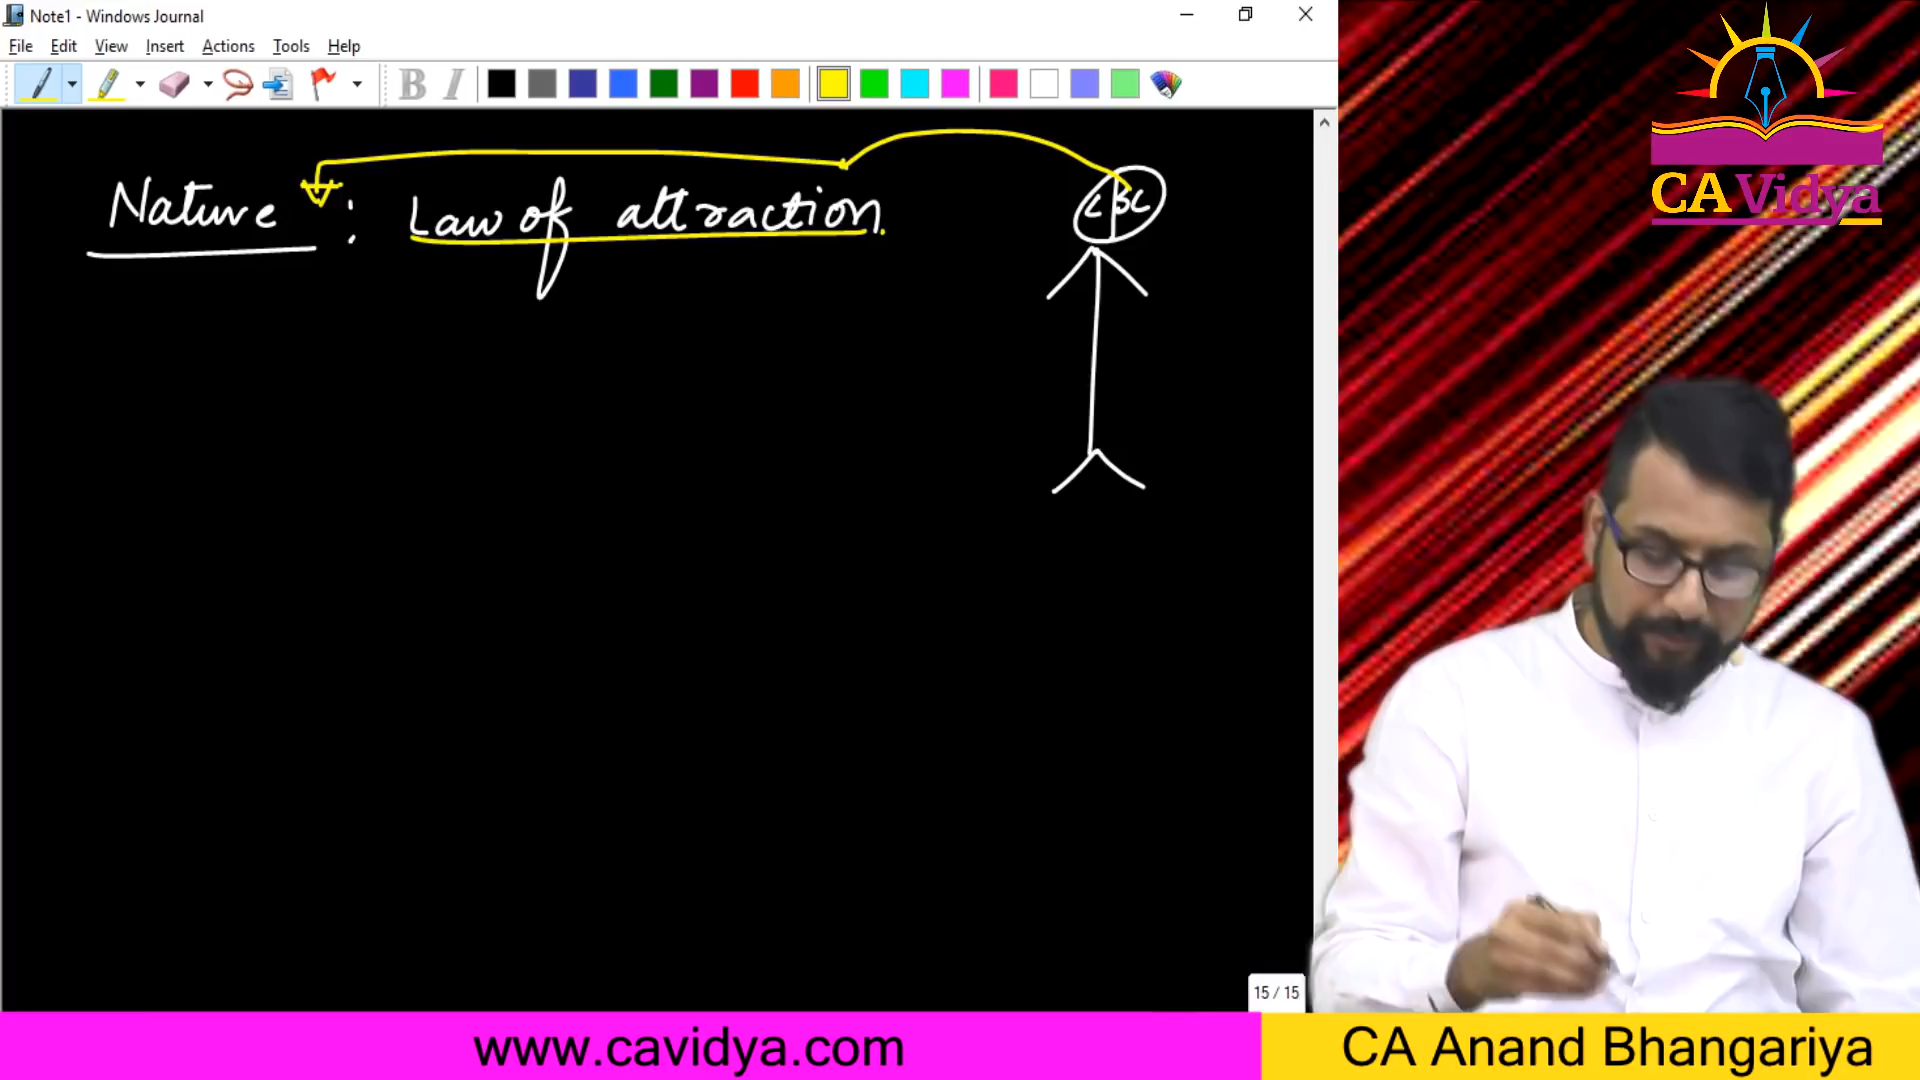 Note1 - Windows Journal
File Edit View Insert Actions Tools Help
B I
Nature : Law of attraction.
C SC
15 / 15
CA Vidya
www.cavidya.com
CA Anand Bhangariya